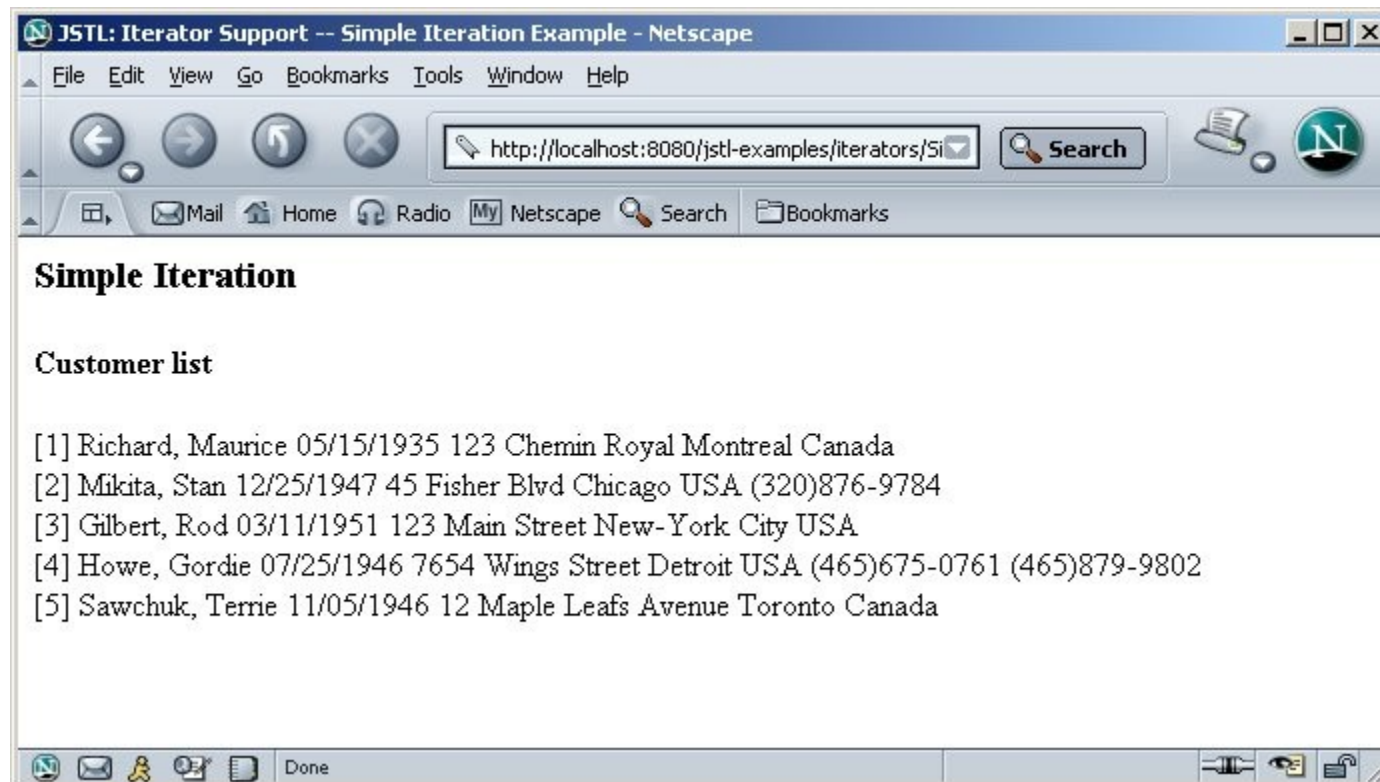 JSTL: Iterator Support -- Simple Iteration Example - Netscape
File Edit View Go Bookmarks Tools Window Help
http://localhost:8080/jstl-examples/iterators/Si Search N
Mail Home Radio My Netscape Search Bookmarks
Simple Iteration
Customer list
[1] Richard, Maurice 05/15/1935 123 Chemin Royal Montreal Canada
[2] Mikita, Stan 12/25/1947 45 Fisher Blvd Chicago USA (320)876-9784
[3] Gilbert, Rod 03/11/1951 123 Main Street New-York City USA
[4] Howe, Gordie 07/25/1946 7654 Wings Street Detroit USA (465)675-0761 (465)879-9802
[5] Sawchuk, Terrie 11/05/1946 12 Maple Leafs Avenue Toronto Canada
Done